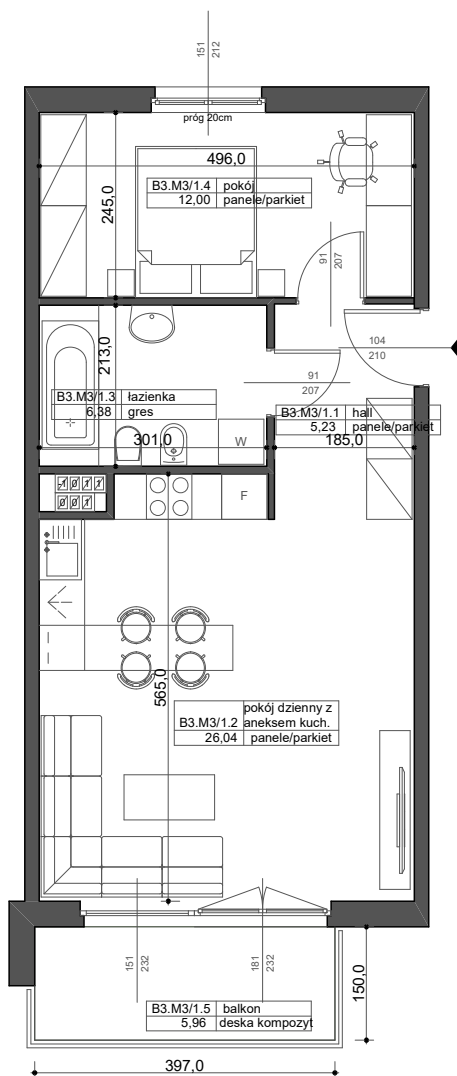 151
212
próg 20cm
496,0
B3.M3/1.4 pokój
12,00 panele/parkiet
245,0
91
207
104
210
213,0
91
207
B3.M3/1.3 łazienka
6,38 gres
B3.M3/1.1 hall
5,23 panele/parkiet
301,0
W
185,0
F
565,0
pokój dzienny z
B3.M3/1.2 aneksem kuch.
26,04 panele/parkiet
151
232
181
232
150,0
B3.M3/1.5 balkon
5,96 deska kompozyt
397,0